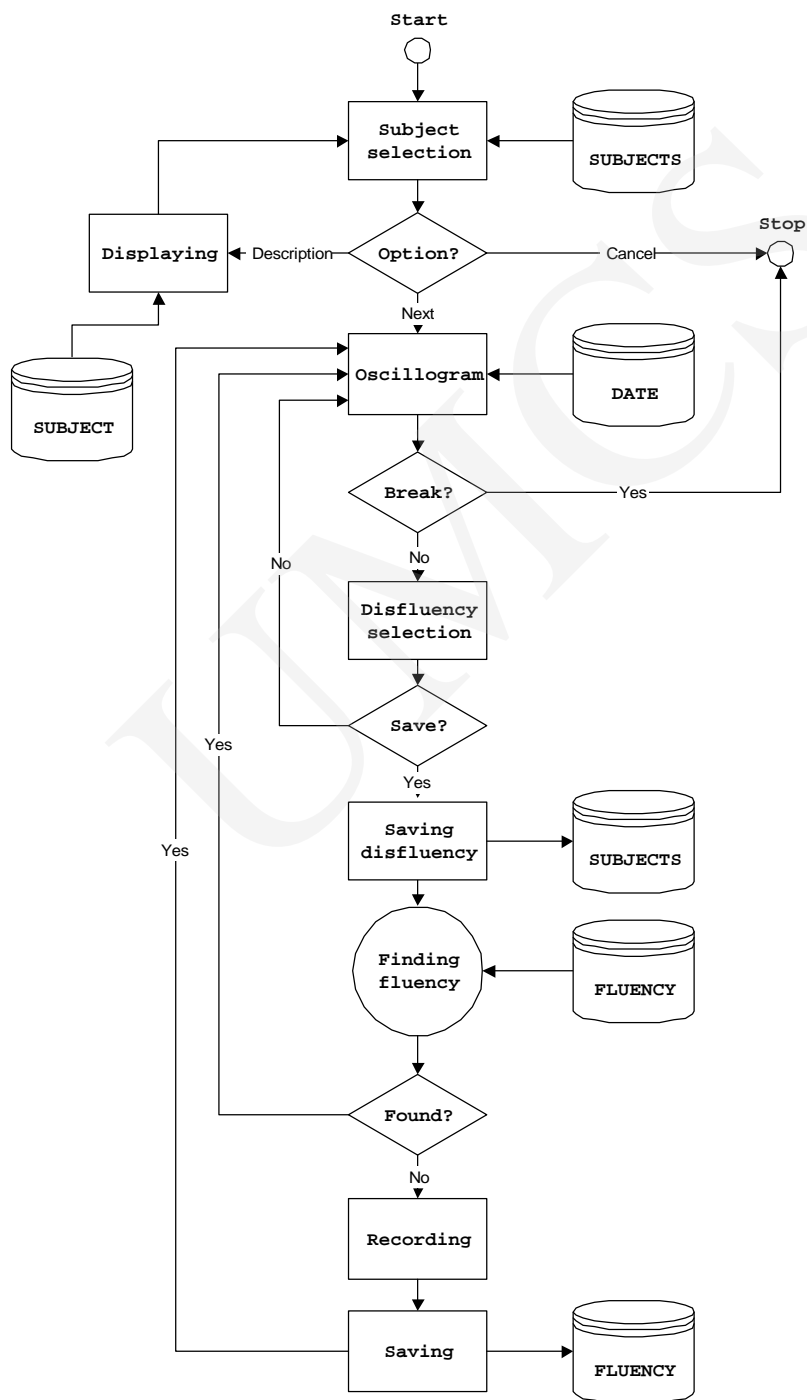 Start
Subject
selection
SUBJECTS
Stop
Displaying
Description
Option?
Cancel
Next
Oscillogram
DATE
SUBJECT
Break?
Yes
No
No
Disfluency
selection
Save?
Yes
Yes
Saving
disfluency
SUBJECTS
Yes
Finding
fluency
FLUENCY
Found?
No
Recording
Saving
FLUENCY
UMCS